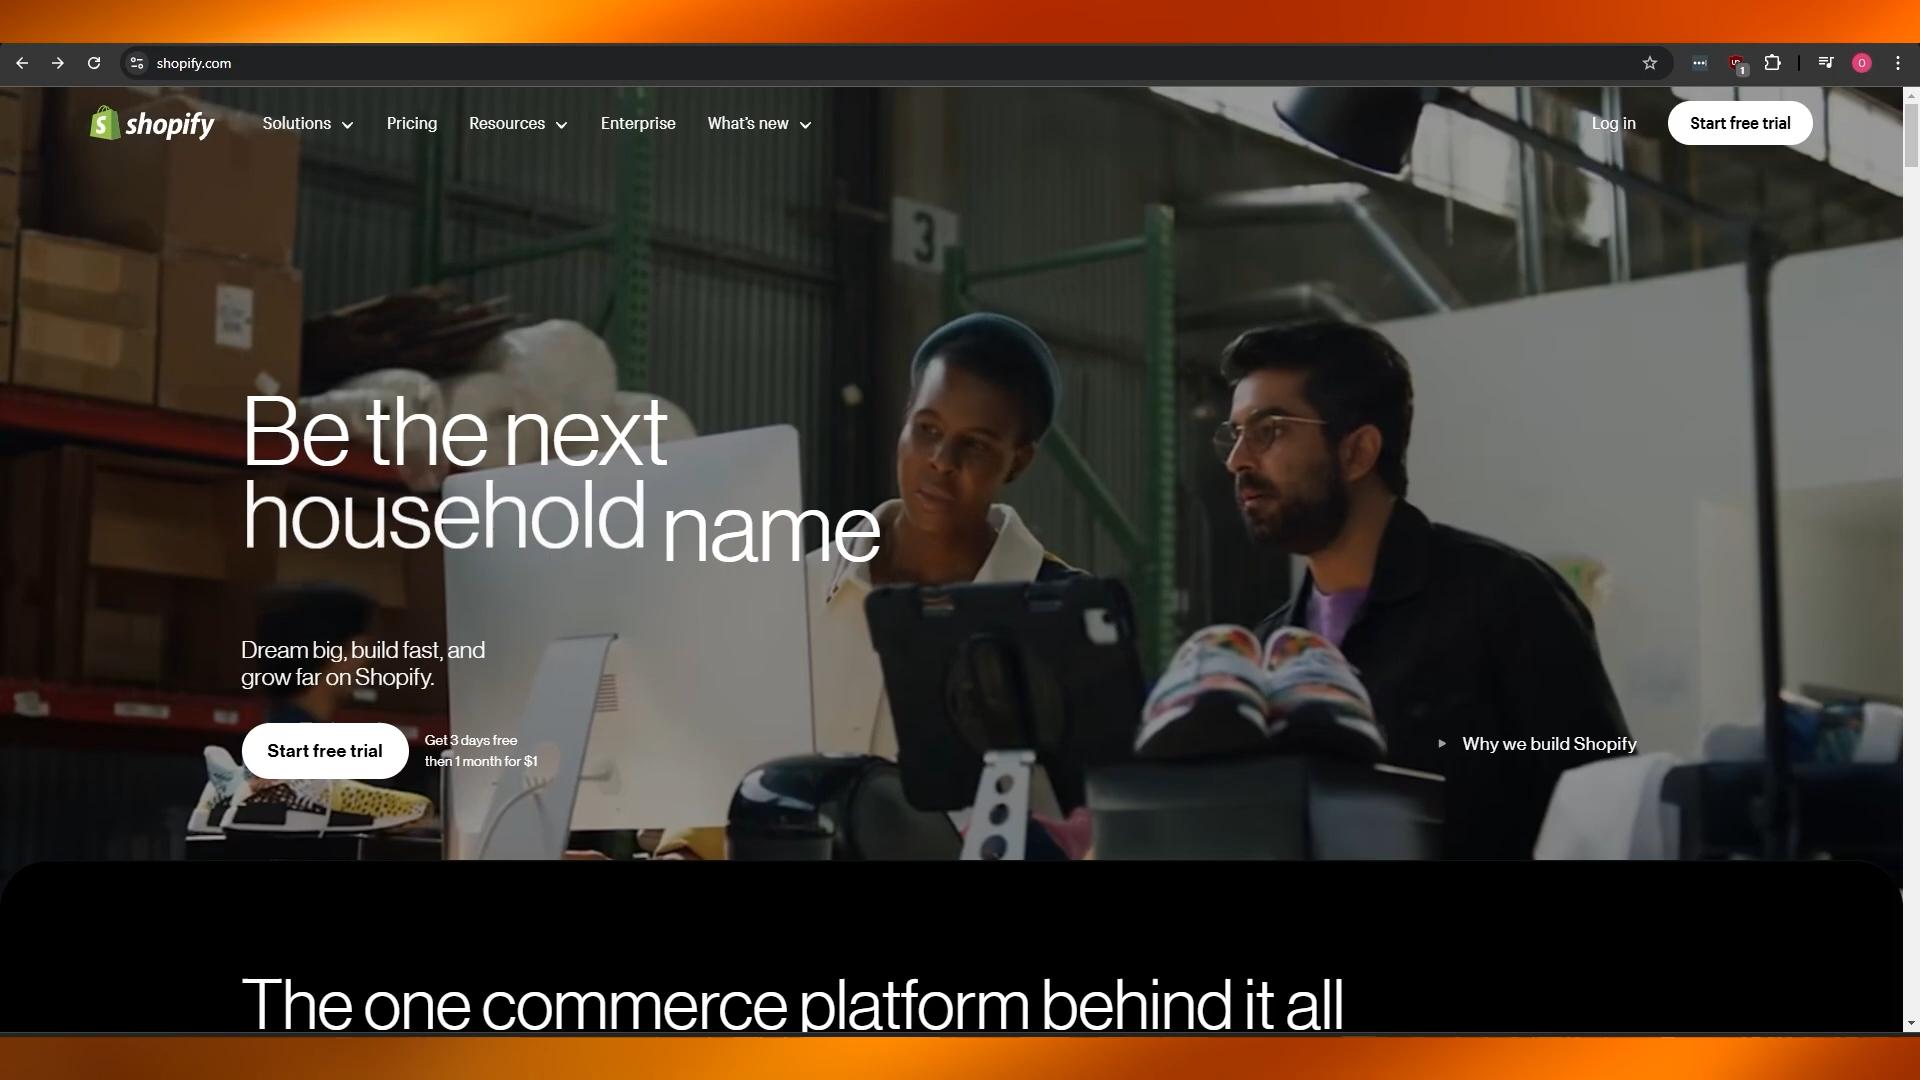 shopify.com
1
O
shopify
Solutions
Pricing
Resources
Enterprise
What's new
Log in
Start free trial
3
Be the next
household name
Dream big, build fast, and
grow far on Shopify.
Start free trial
Get 3 days free
then 1 month for $1
Why we build Shopify
The one commerce platform behind it all